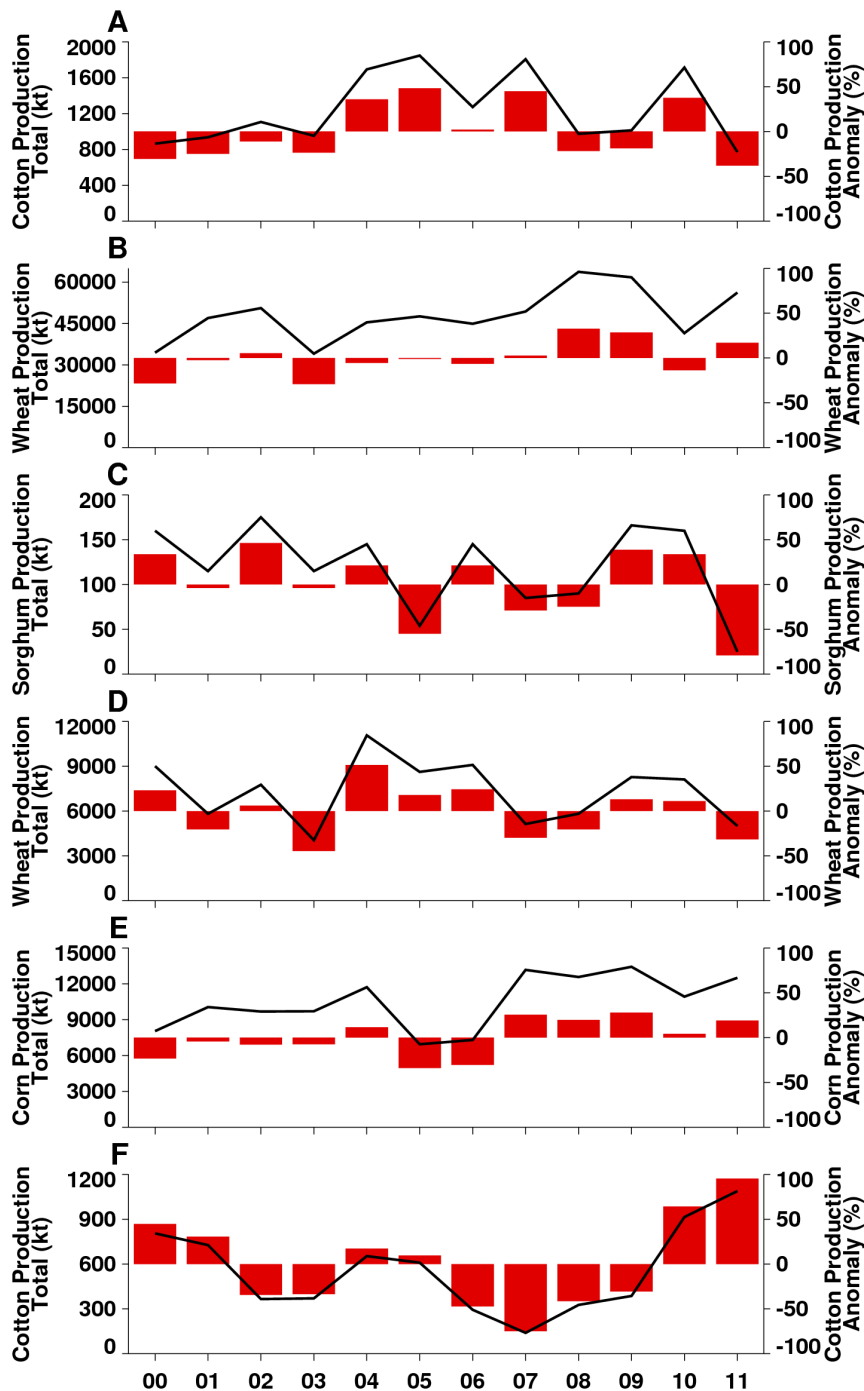 A
Cotton Production
Total (kt)
2000
1600
1200
800
400
0
100
50
0
-50
-100
Cotton Production
Anomaly (%)
B
Wheat Production
Total (kt)
60000
45000
30000
15000
0
100
50
0
-50
-100
Wheat Production
Anomaly (%)
C
Sorghum Production
Total (kt)
200
150
100
50
0
100
50
0
-50
-100
Sorghum Production
Anomaly (%)
D
Wheat Production
Total (kt)
12000
9000
6000
3000
0
100
50
0
-50
-100
Wheat Production
Anomaly (%)
E
Corn Production
Total (kt)
15000
12000
9000
6000
3000
0
100
50
0
-50
-100
Corn Production
Anomaly (%)
F
Cotton Production
Total (kt)
1200
900
600
300
0
100
50
0
-50
-100
Cotton Production
Anomaly (%)
00 01 02 03 04 05 06 07 08 09 10 11